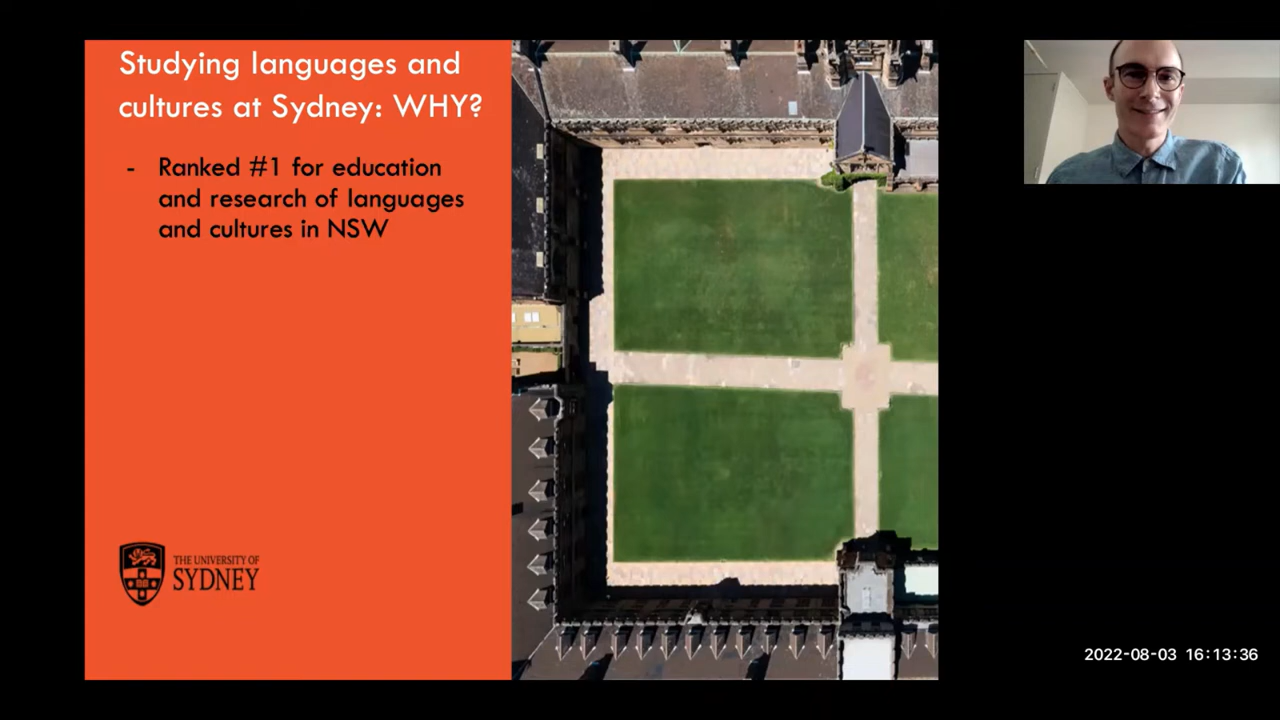 Studying languages and
cultures at Sydney: WHY?
- Ranked #1 for education
and research of languages
and cultures in NSW
THE UNIVERSITY OF
SYDNEY
2022-08-03 16:13:36